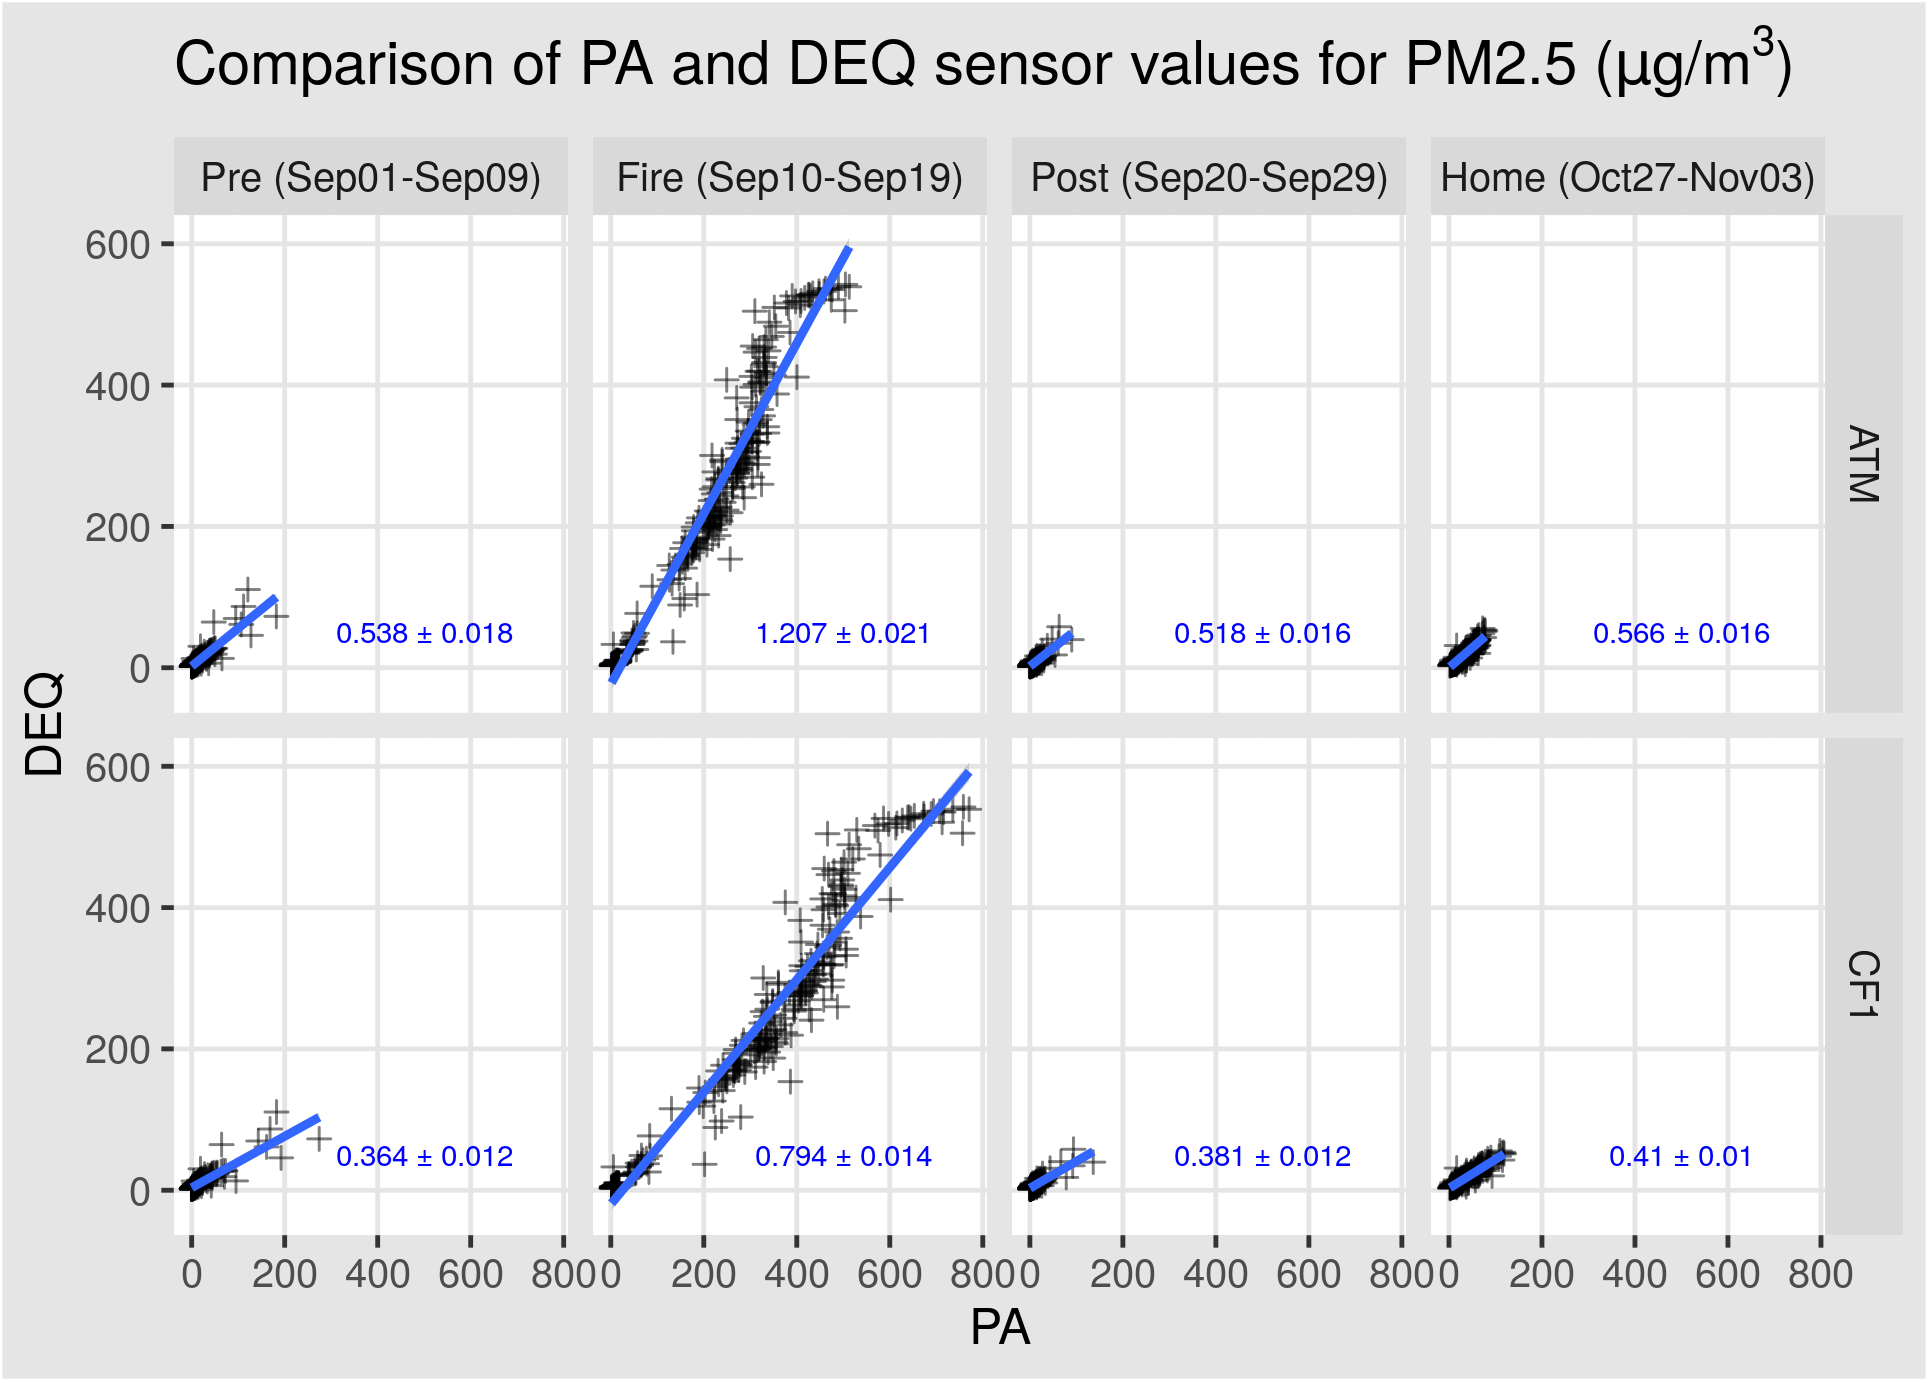 Comparison of PA and DEQ sensor values for PM2.5 (µg/m³)
Pre (Sep01-Sep09)
Fire (Sep10-Sep19)
Post (Sep20-Sep29)
Home (Oct27-Nov03)
600
400
200
0
0.538 ± 0.018
1.207 ± 0.021
0.518 ± 0.016
0.566 ± 0.016
ATM
DEQ
600
400
200
0
0.364 ± 0.012
0.794 ± 0.014
0.381 ± 0.012
0.41 ± 0.01
CF1
0 200 400 600 800
0 200 400 600 800
0 200 400 600 800
0 200 400 600 800
PA